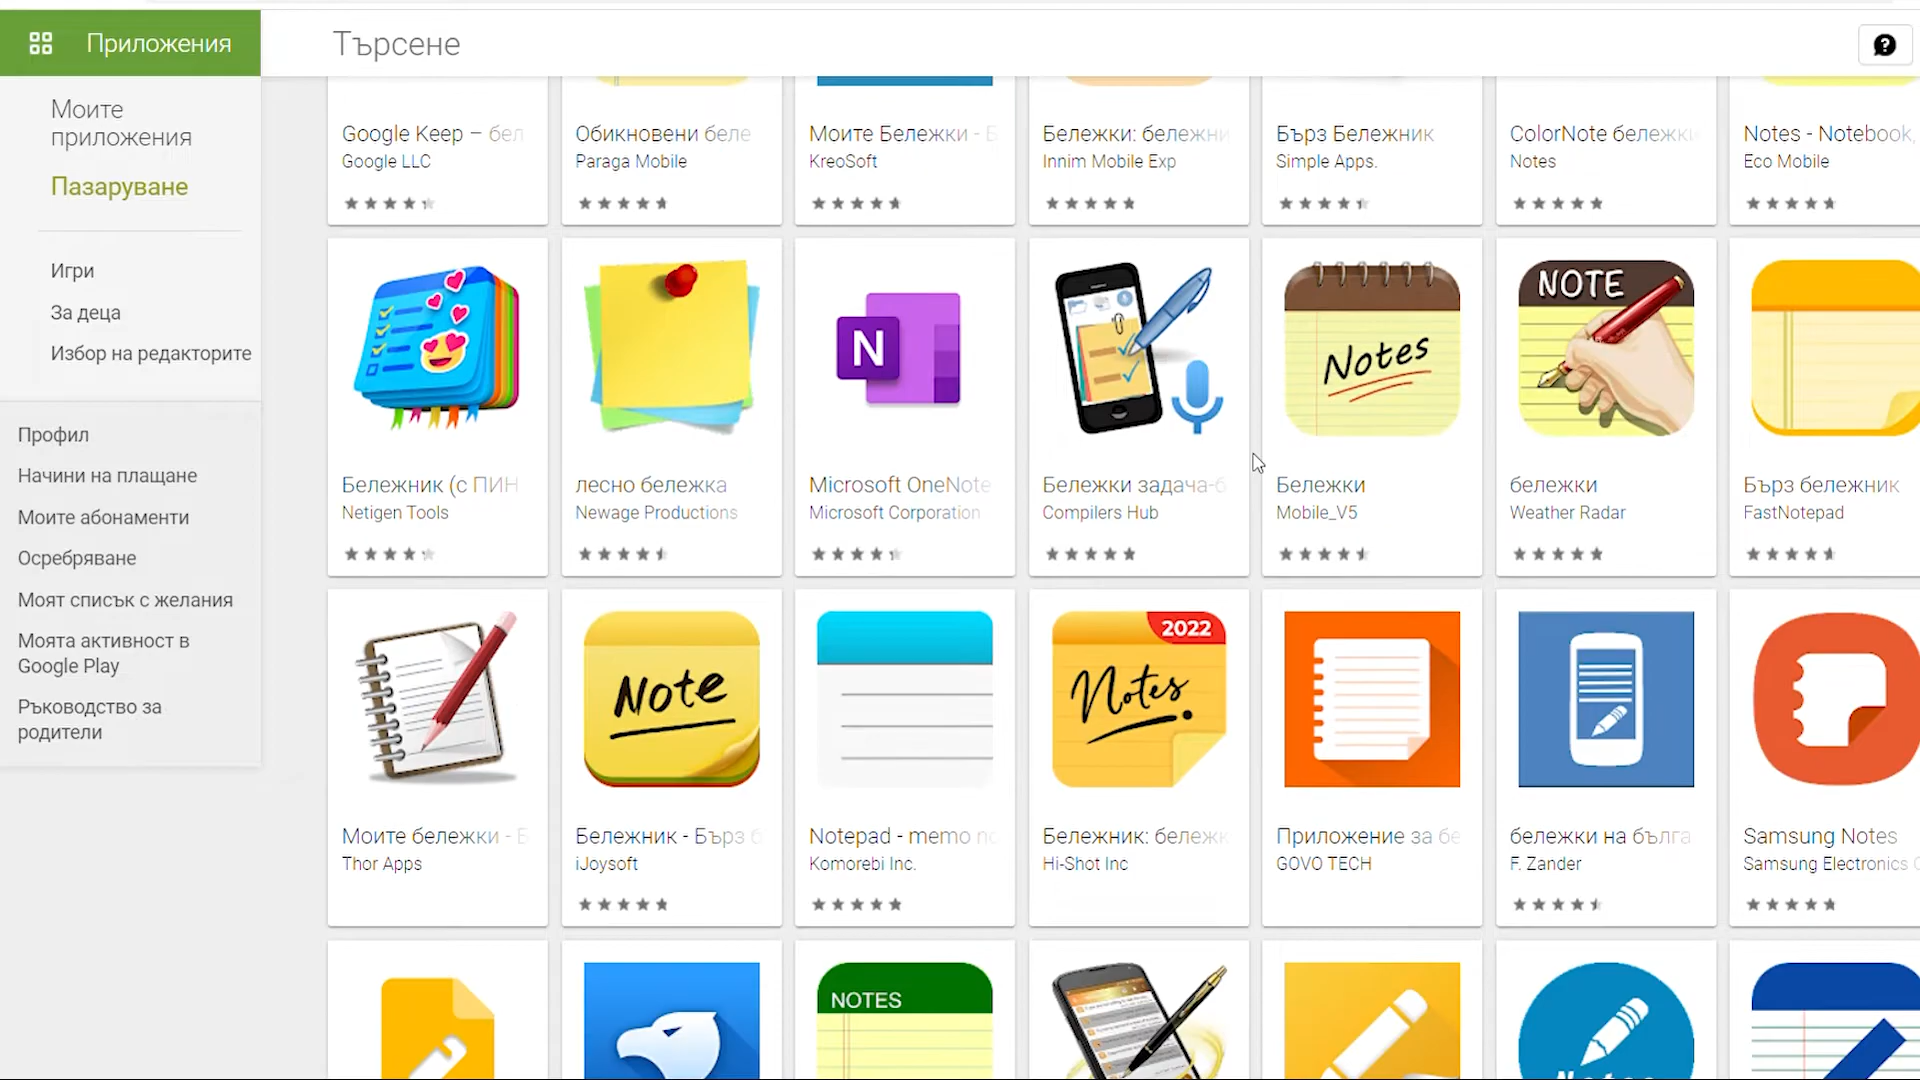 Приложения
Търсене
Моите
приложения
Пазаруване
Игри
За деца
Избор на редакторите
Профил
Начини на плащане
Моите абонаменти
Осребряване
Моят списък с желания
Моята активност в
Google Play
Ръководство за
родители
Google Keep – бел
Google LLC
Обикновени беле
Paraga Mobile
Моите Бележки - Б
KreoSoft
Бележки: бележни
Innim Mobile Exp
Бърз Бележник
Simple Apps.
ColorNote бележки
Notes
Notes - Notebook,
Eco Mobile
N
Notes
NOTE
Бележник (с ПИН
Netigen Tools
лесно бележка
Newage Productions
Microsoft OneNote
Microsoft Corporation
Бележки задача-б
Compilers Hub
Бележки
Mobile_V5
бележки
Weather Radar
Бърз бележник
FastNotepad
Note
2022
Notes
Моите бележки - Б
Thor Apps
Бележник - Бърз б
iJoysoft
Notepad - memo no
Komorebi Inc.
Бележник: бележк
Hi-Shot Inc
Приложение за бе
GOVO TECH
бележки на бълга
F. Zander
Samsung Notes
Samsung Electronics C
NOTES